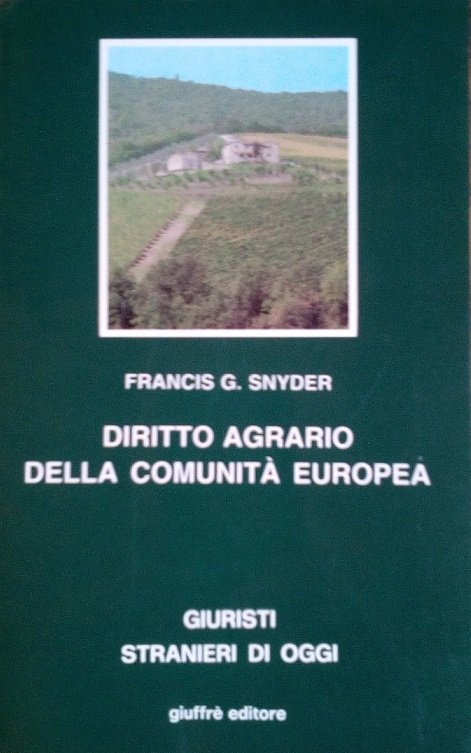 FRANCIS G. SNYDER
DIRITTO AGRARIO
DELLA COMUNITÀ EUROPEA
GIURISTI
STRANIERI DI OGGI
giuffrè editore